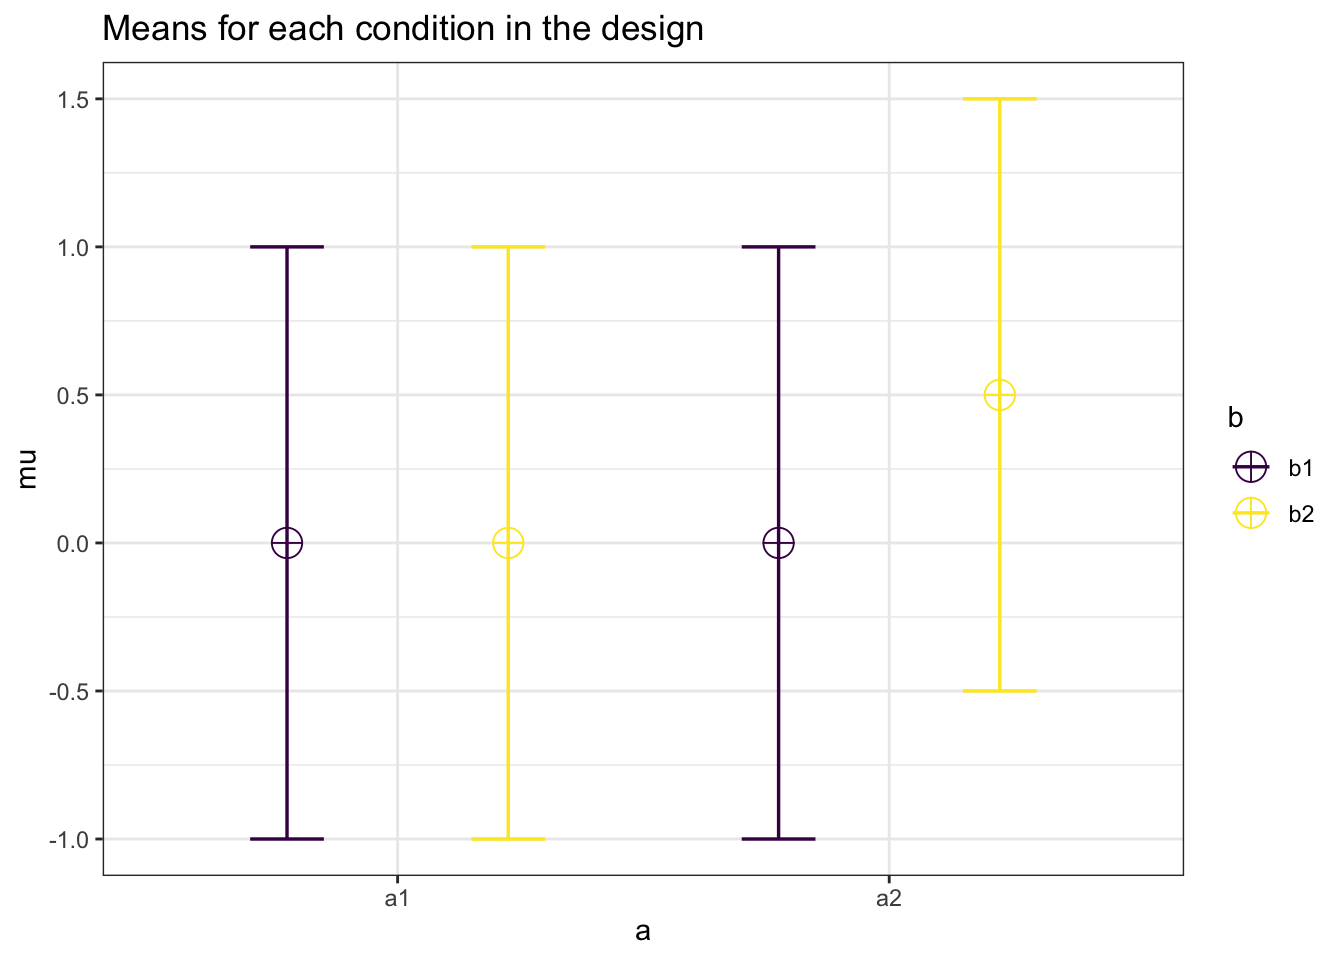 Means for each condition in the design
1.5
1.0
0.5
0.0
-0.5
-1.0
mu
a1
a2
a
b
b1
b2